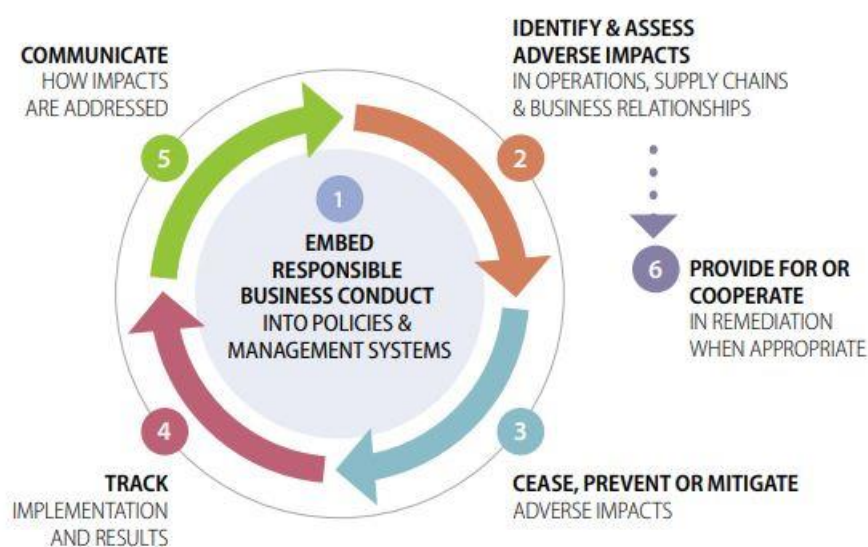 1
EMBED
RESPONSIBLE
BUSINESS CONDUCT
INTO POLICIES &
MANAGEMENT SYSTEMS
2
IDENTIFY & ASSESS
ADVERSE IMPACTS
IN OPERATIONS, SUPPLY CHAINS
& BUSINESS RELATIONSHIPS
3
CEASE, PREVENT OR MITIGATE
ADVERSE IMPACTS
4
TRACK
IMPLEMENTATION
AND RESULTS
5
COMMUNICATE
HOW IMPACTS
ARE ADDRESSED
6
PROVIDE FOR OR
COOPERATE
IN REMEDIATION
WHEN APPROPRIATE